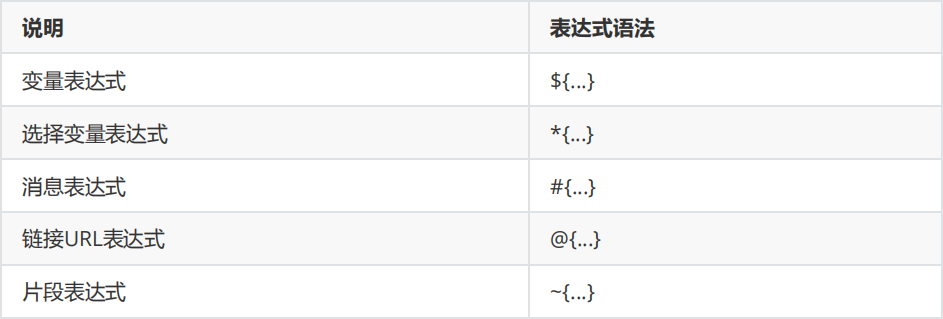 说明 表达式语法
变量表达式 ${...}
选择变量表达式 *{...}
消息表达式 #{...}
链接URL表达式 @{...}
片段表达式 ~{...}